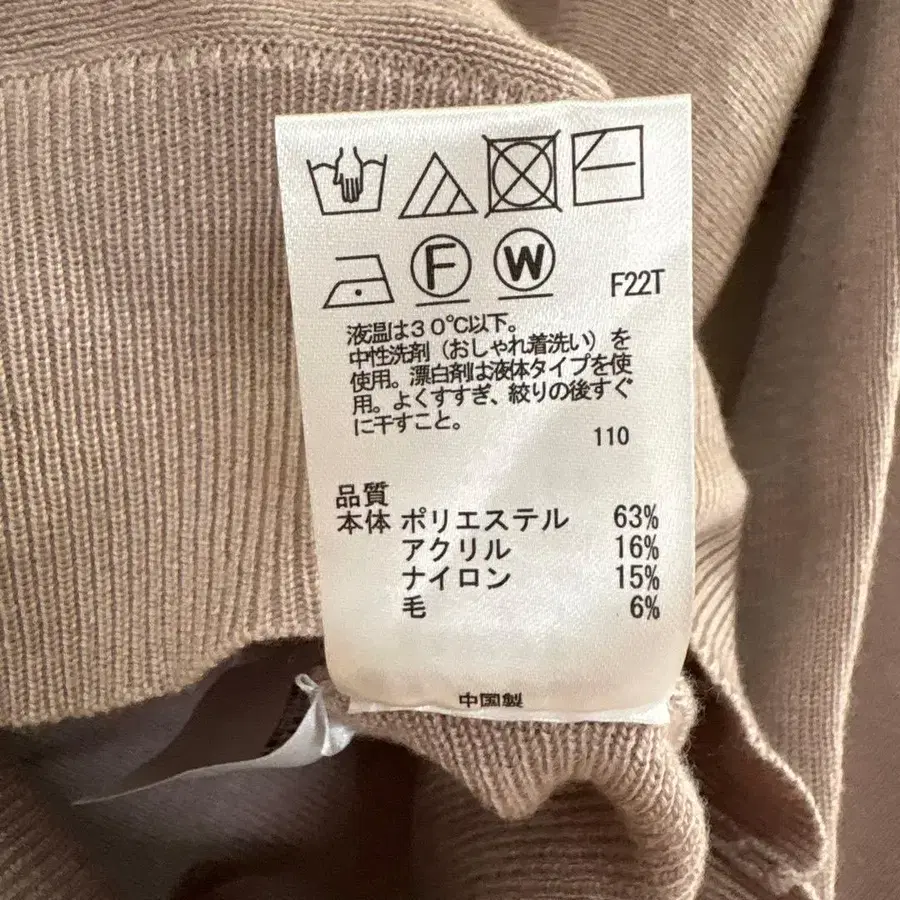 F W F22T
液温は30℃以下。
中性洗剤（おしゃれ着洗い）を
使用。漂白剤は液体タイプを使
用。よくすすぎ、絞りの後すぐ
に干すこと。
110
品質
本体 ポリエステル 63%
アクリル 16%
ナイロン 15%
毛 6%
中国製